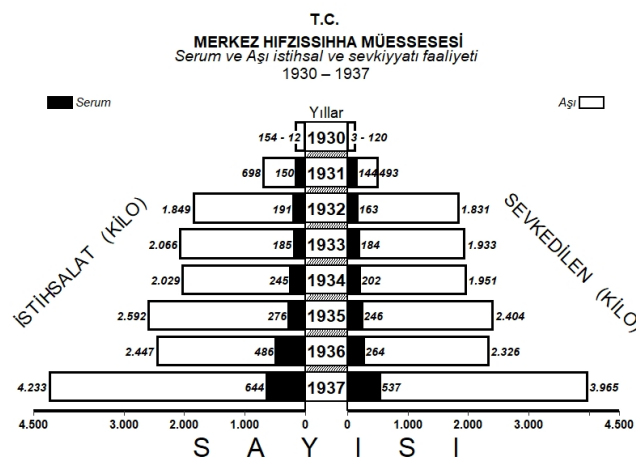 T.C.
MERKEZ HIFZISSIHHA MÜESSESESİ
Serum ve Aşı istihsal ve sevkiyyatı faaliyeti
1930 – 1937
Serum
Aşı
Yıllar
154 - 12 1930 3 - 120
698 150 1931 144 493
1.849 191 1932 163 1.831
2.066 185 1933 184 1.933
2.029 245 1934 202 1.951
2.592 276 1935 246 2.404
2.447 486 1936 264 2.326
4.233 644 1937 537 3.965
İSTİHSALAT (KİLO)
SEVKEDİLEN (KİLO)
4.500 3.000 2.000 1.000 0 0 1.000 2.000 3.000 4.500
S A Y I S I